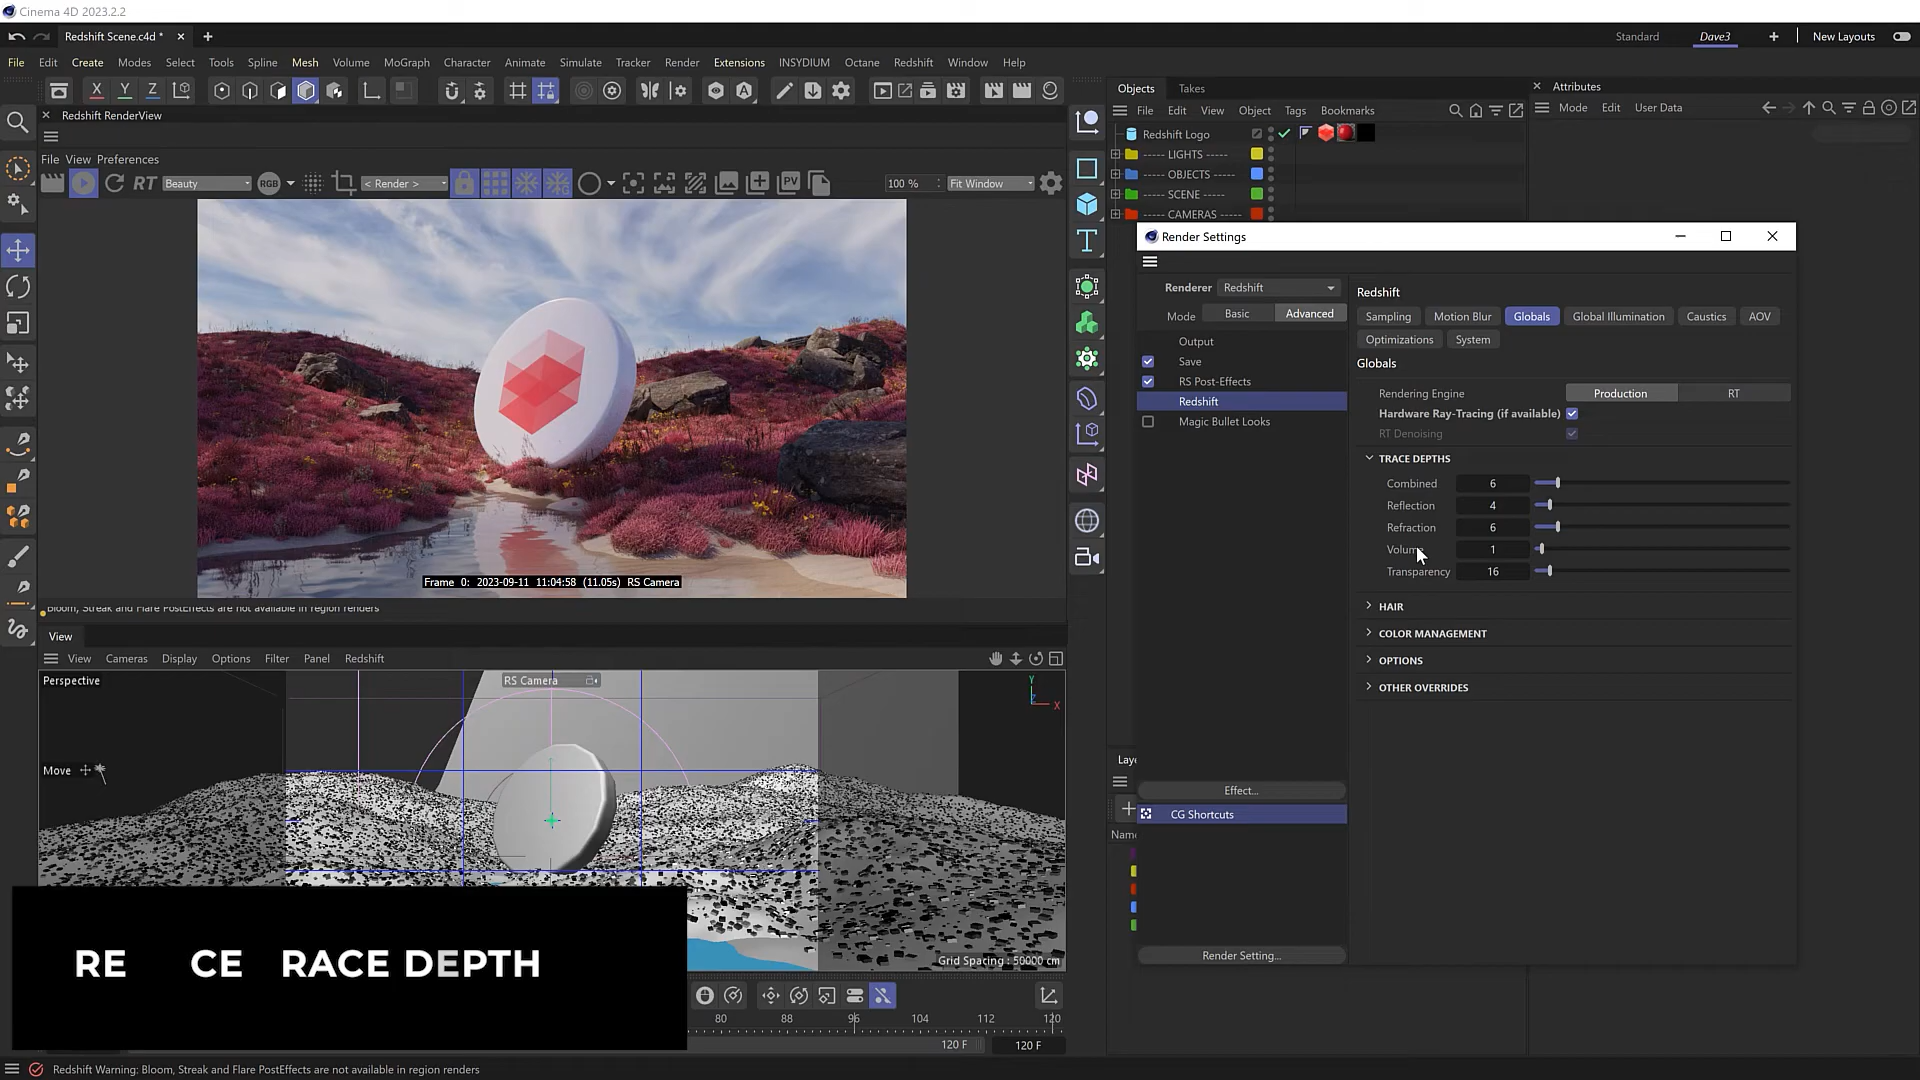 Cinema 4D 2023.2.2
Redshift Scene.c4d *
Standard Dave3 New Layouts
File Edit Create Modes Select Tools Spline Mesh Volume MoGraph Character Animate Simulate Tracker Render Extensions INSYDIUM Octane Redshift Window Help
X Y Z
Objects Takes
Attributes
File Edit View Object Tags Bookmarks
Mode Edit User Data
Redshift RenderView
File View Preferences
RT Beauty RGB < Render > PV 100 % Fit Window
Redshift Logo
----- LIGHTS -----
----- OBJECTS -----
----- SCENE -----
----- CAMERAS -----
Frame 0: 2023-09-11 11:04:58 (11.05s) RS Camera
Bloom, Streak and Flare PostEffects are not available in region renders
Render Settings
Renderer Redshift
Mode Basic Advanced
Output
Save
RS Post-Effects
Redshift
Magic Bullet Looks
Effect...
CG Shortcuts
Render Setting...
Redshift
Sampling Motion Blur Globals Global Illumination Caustics AOV
Optimizations System
Globals
Rendering Engine Production RT
Hardware Ray-Tracing (if available)
RT Denoising
TRACE DEPTHS
Combined 6
Reflection 4
Refraction 6
Volume 1
Transparency 16
HAIR
COLOR MANAGEMENT
OPTIONS
OTHER OVERRIDES
Laye
Name
View
View Cameras Display Options Filter Panel Redshift
Perspective
RS Camera
Y
X
Move
Grid Spacing : 50000 cm
RE CE RACE DEPTH
80 88 96 104 112 120
120 F 120 F
Redshift Warning: Bloom, Streak and Flare PostEffects are not available in region renders